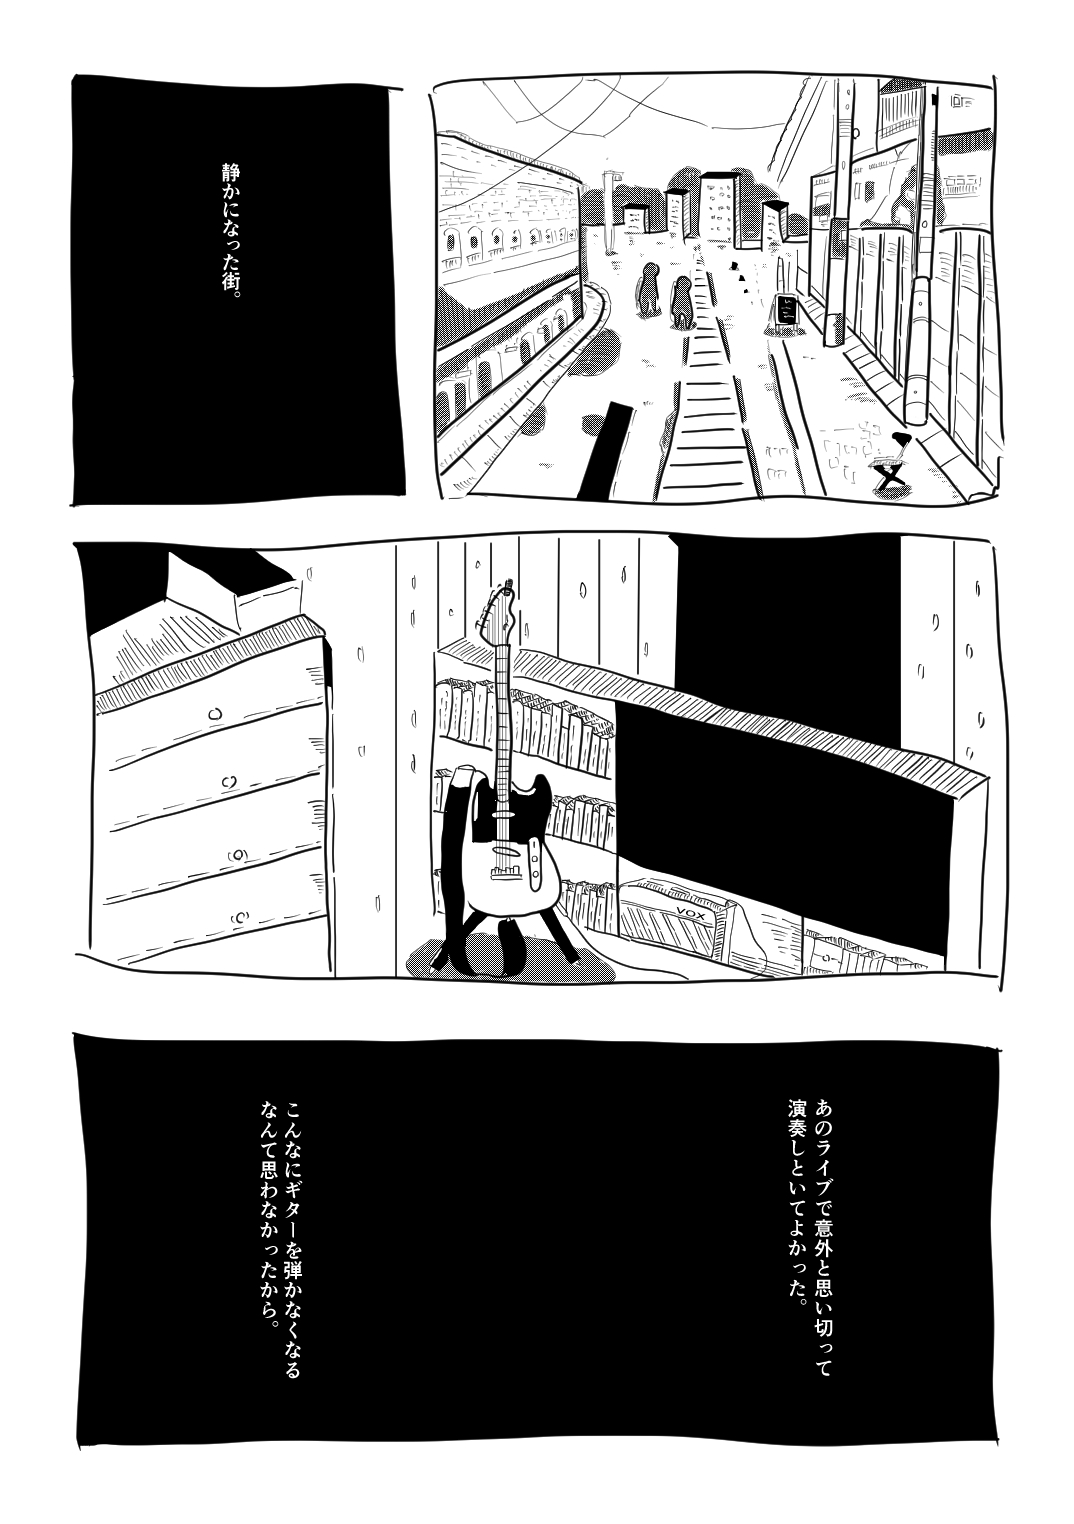 静かになった街。
VOX
あのライブで意外と思い切って
演奏しといてよかった。
こんなにギターを弾かなくなる
なんて思わなかったから。